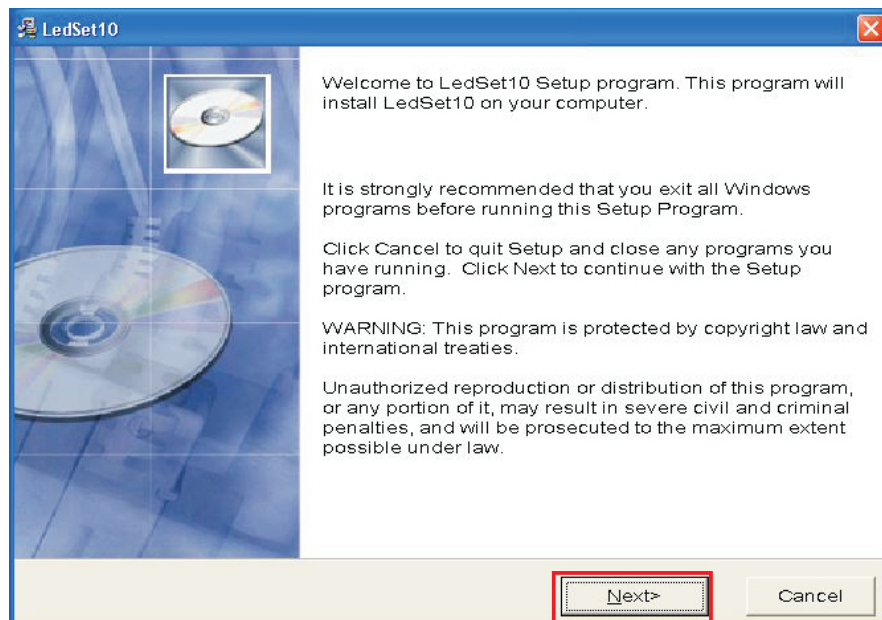 LedSet10
Welcome to LedSet10 Setup program. This program will
install LedSet10 on your computer.
It is strongly recommended that you exit all Windows
programs before running this Setup Program.
Click Cancel to quit Setup and close any programs you
have running. Click Next to continue with the Setup
program.
WARNING: This program is protected by copyright law and
international treaties.
Unauthorized reproduction or distribution of this program,
or any portion of it, may result in severe civil and criminal
penalties, and will be prosecuted to the maximum extent
possible under law.
Next>
Cancel